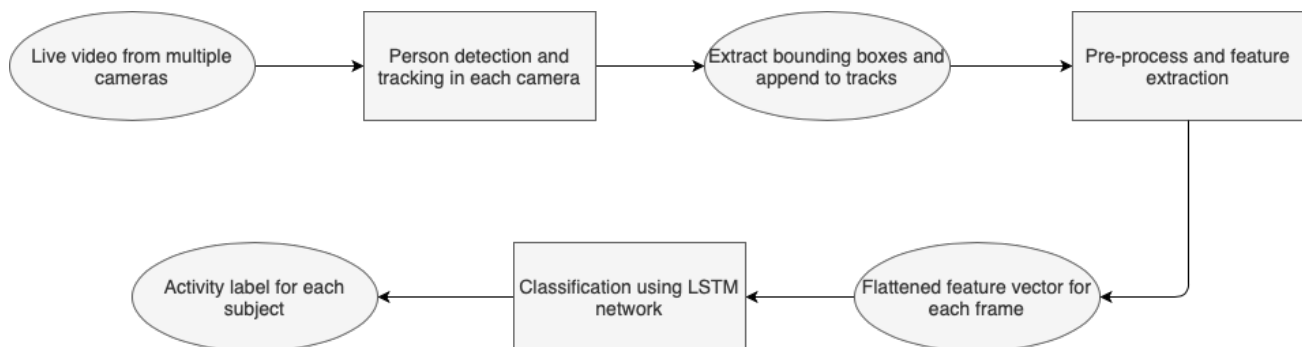 Live video from multiple
cameras
Person detection and
tracking in each camera
Extract bounding boxes and
append to tracks
Pre-process and feature
extraction
Activity label for each
subject
Classification using LSTM
network
Flattened feature vector for
each frame